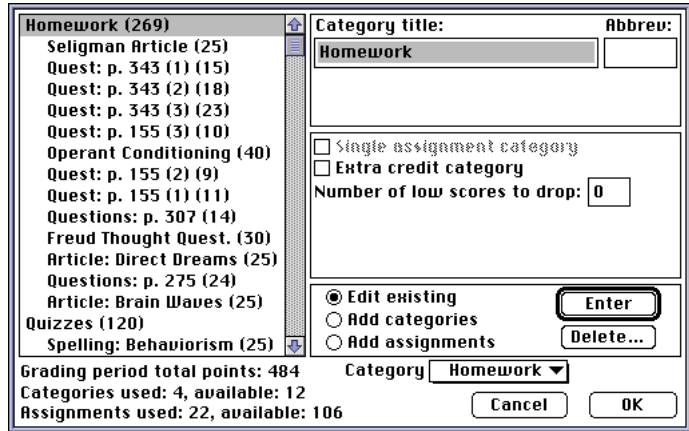 Homework (269)
Seligman Article (25)
Quest: p. 343 (1) (15)
Quest: p. 343 (2) (18)
Quest: p. 343 (3) (23)
Quest: p. 155 (3) (10)
Operant Conditioning (40)
Quest: p. 155 (2) (9)
Quest: p. 155 (1) (11)
Questions: p. 307 (14)
Freud Thought Quest. (30)
Article: Direct Dreams (25)
Questions: p. 275 (24)
Article: Brain Waves (25)
Quizzes (120)
Spelling: Behaviorism (25)
Category title: Abbrev:
Homework
Single assignment category
Extra credit category
Number of low scores to drop: 0
Edit existing
Add categories
Add assignments
Enter
Delete...
Grading period total points: 484
Categories used: 4, available: 12
Assignments used: 22, available: 106
Category Homework
Cancel OK